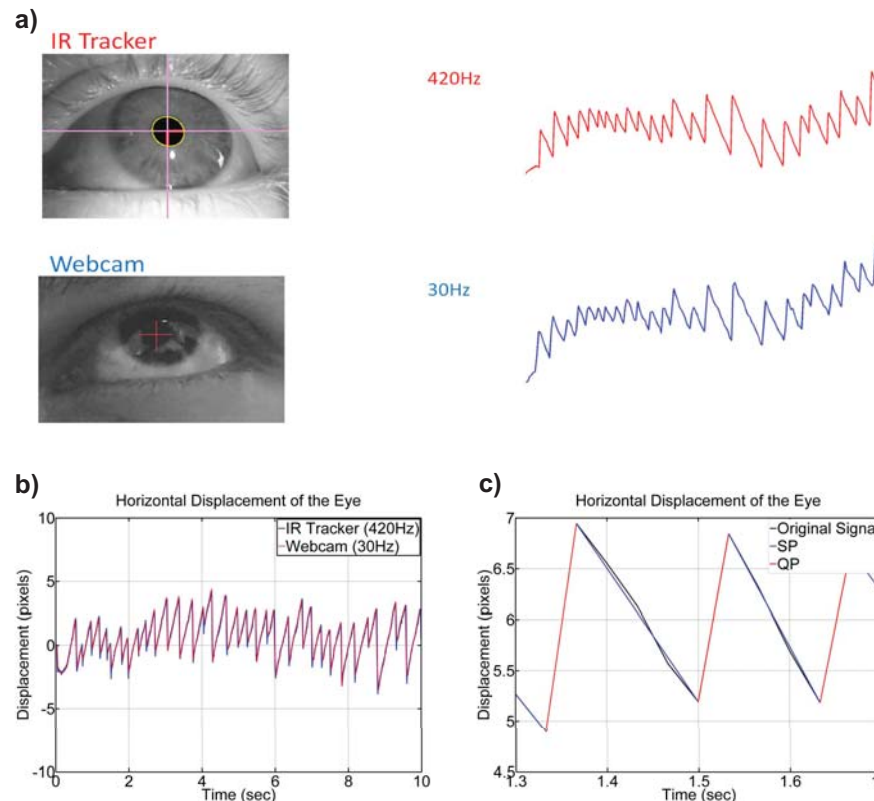 a)
IR Tracker
420Hz
Webcam
30Hz
b)
Horizontal Displacement of the Eye
10
5
0
-5
-10
0
2
4
6
8
10
Displacement (pixels)
Time (sec)
IR Tracker (420Hz)
Webcam (30Hz)
c)
Horizontal Displacement of the Eye
7
6.5
6
5.5
5
4.5
1.3
1.4
1.5
1.6
Displacement (pixels)
Time (sec)
Original Signa
SP
QP